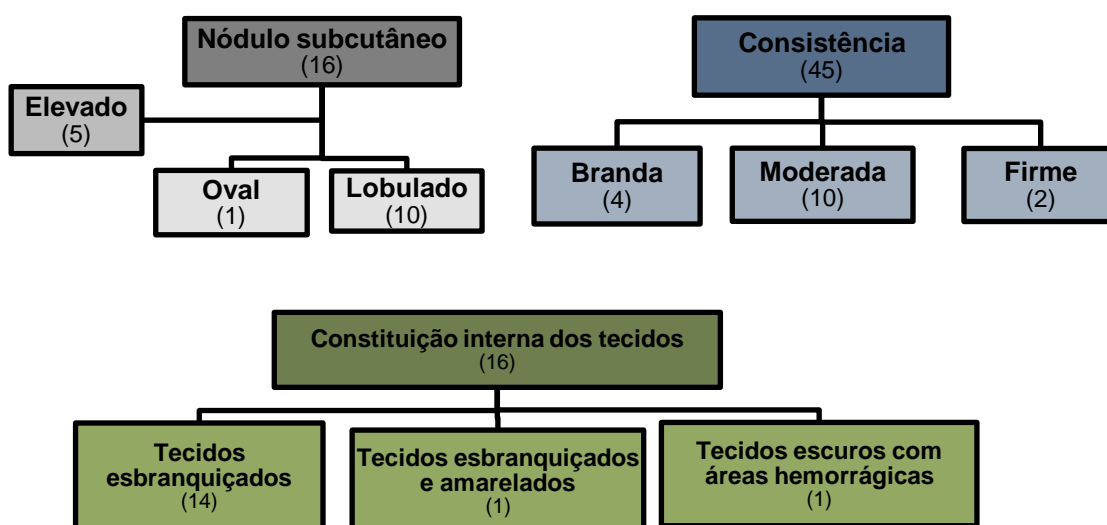 Nódulo subcutâneo
(16)
Elevado
(5)
Oval
(1)
Lobulado
(10)
Consistência
(45)
Branda
(4)
Moderada
(10)
Firme
(2)
Constituição interna dos tecidos
(16)
Tecidos
esbranquiçados
(14)
Tecidos esbranquiçados
e amarelados
(1)
Tecidos escuros com
áreas hemorrágicas
(1)